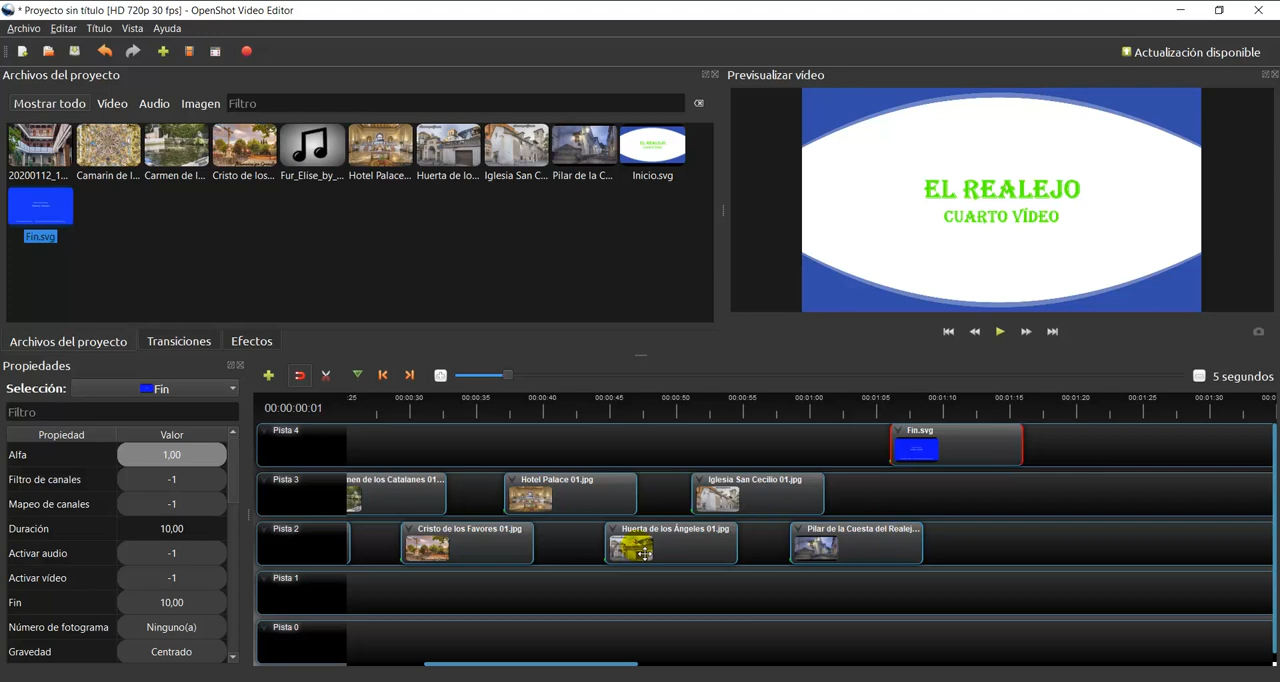 * Proyecto sin título [HD 720p 30 fps] - OpenShot Video Editor
Archivo Editar Título Vista Ayuda
Actualización disponible
Archivos del proyecto
Previsualizar vídeo
Mostrar todo Vídeo Audio Imagen Filtro
20200112_1... Camarin de l... Carmen de l... Cristo de los... Fur_Elise_by_... Hotel Palace... Huerta de lo... Iglesia San C... Pilar de la C... Inicio.svg
EL REALEJO
CUARTO VÍDEO
Fin.svg
Archivos del proyecto Transiciones Efectos
Propiedades
Selección: Fin
5 segundos
Filtro
00:00:00:01
:25 00:00:30 00:00:35 00:00:40 00:00:45 00:00:50 00:00:55 00:01:00 00:01:05 00:01:10 00:01:15 00:01:20 00:01:25 00:01:30 00:0
Propiedad Valor
Alfa 1,00
Filtro de canales -1
Mapeo de canales -1
Duración 10,00
Activar audio -1
Activar vídeo -1
Fin 10,00
Número de fotograma Ninguno(a)
Gravedad Centrado
Pista 4
Fin.svg
Pista 3
men de los Catalanes 01... Hotel Palace 01.jpg Iglesia San Cecilio 01.jpg
Pista 2
Cristo de los Favores 01.jpg Huerta de los Ángeles 01.jpg Pilar de la Cuesta del Realej...
Pista 1
Pista 0